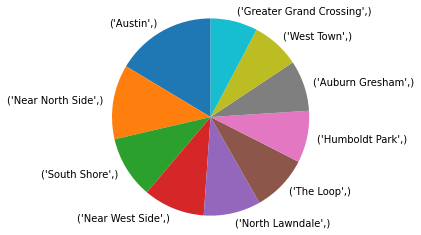 ('Greater Grand Crossing',)
('Austin',)
('West Town',)
('Auburn Gresham',)
('Near North Side',)
('Humboldt Park',)
('South Shore',)
('The Loop',)
('Near West Side',)
('North Lawndale',)